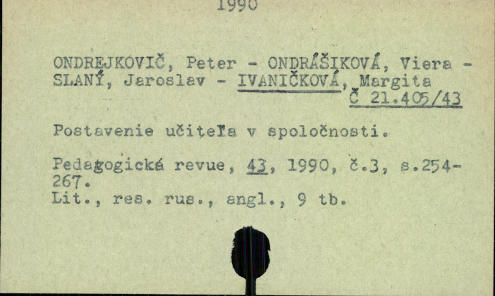 1990
ONDREJKOVIČ, Peter - ONDRÁŠIKOVÁ, Viera -
SLANÝ, Jaroslav - IVANIČKOVÁ, Margita
Č 21.405/43
Postavenie učiteľa v spoločnosti.
Pedagogická revue, 43, 1990, č.3, s.254-
267.
Lit., res. rus., angl., 9 tb.